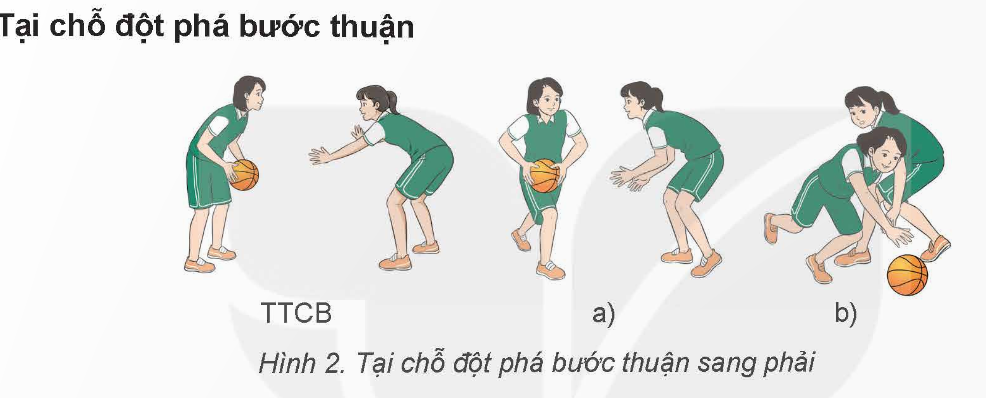 Tại chỗ đột phá bước thuận
TTCB
a)
b)
Hình 2. Tại chỗ đột phá bước thuận sang phải